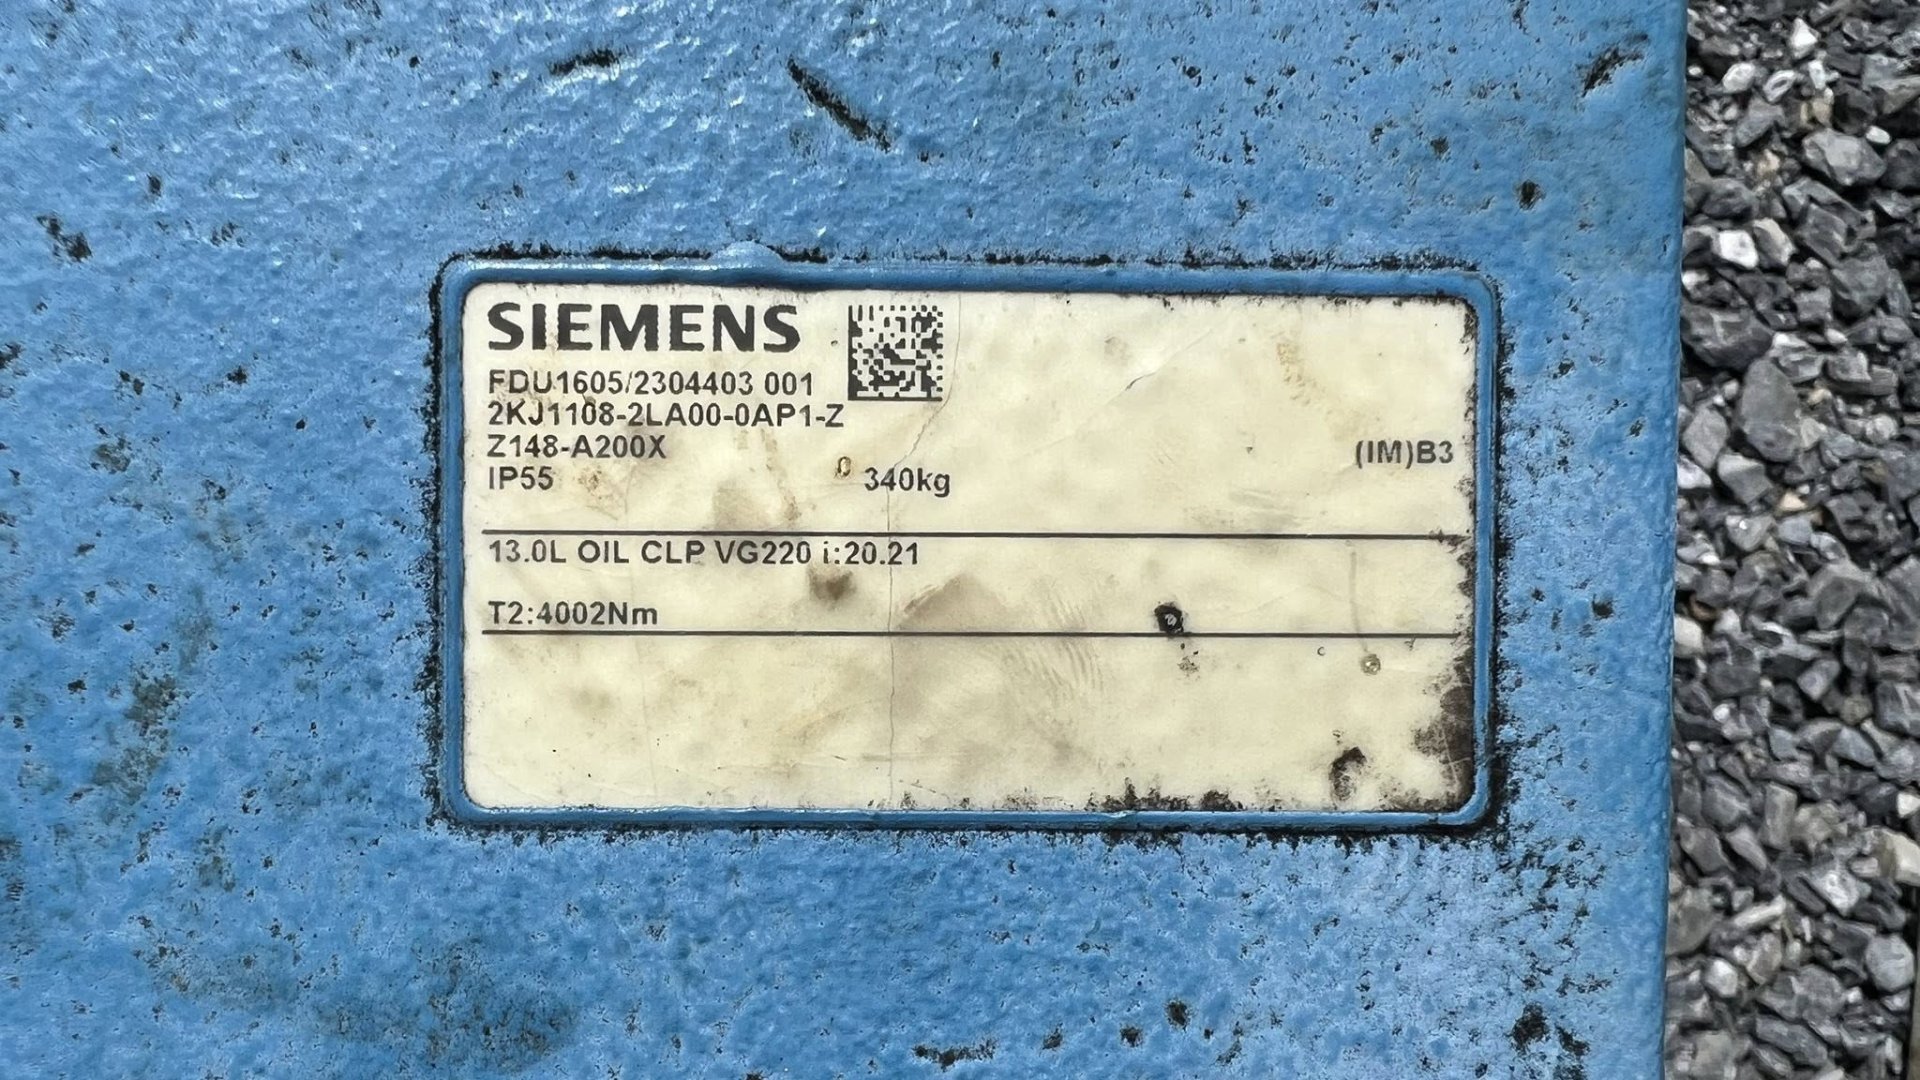 SIEMENS
FDU1605/2304403 001
2KJ1108-2LA00-0AP1-Z
Z148-A200X
(IM)B3
IP55 340kg
13.0L OIL CLP VG220 i:20.21
T2:4002Nm